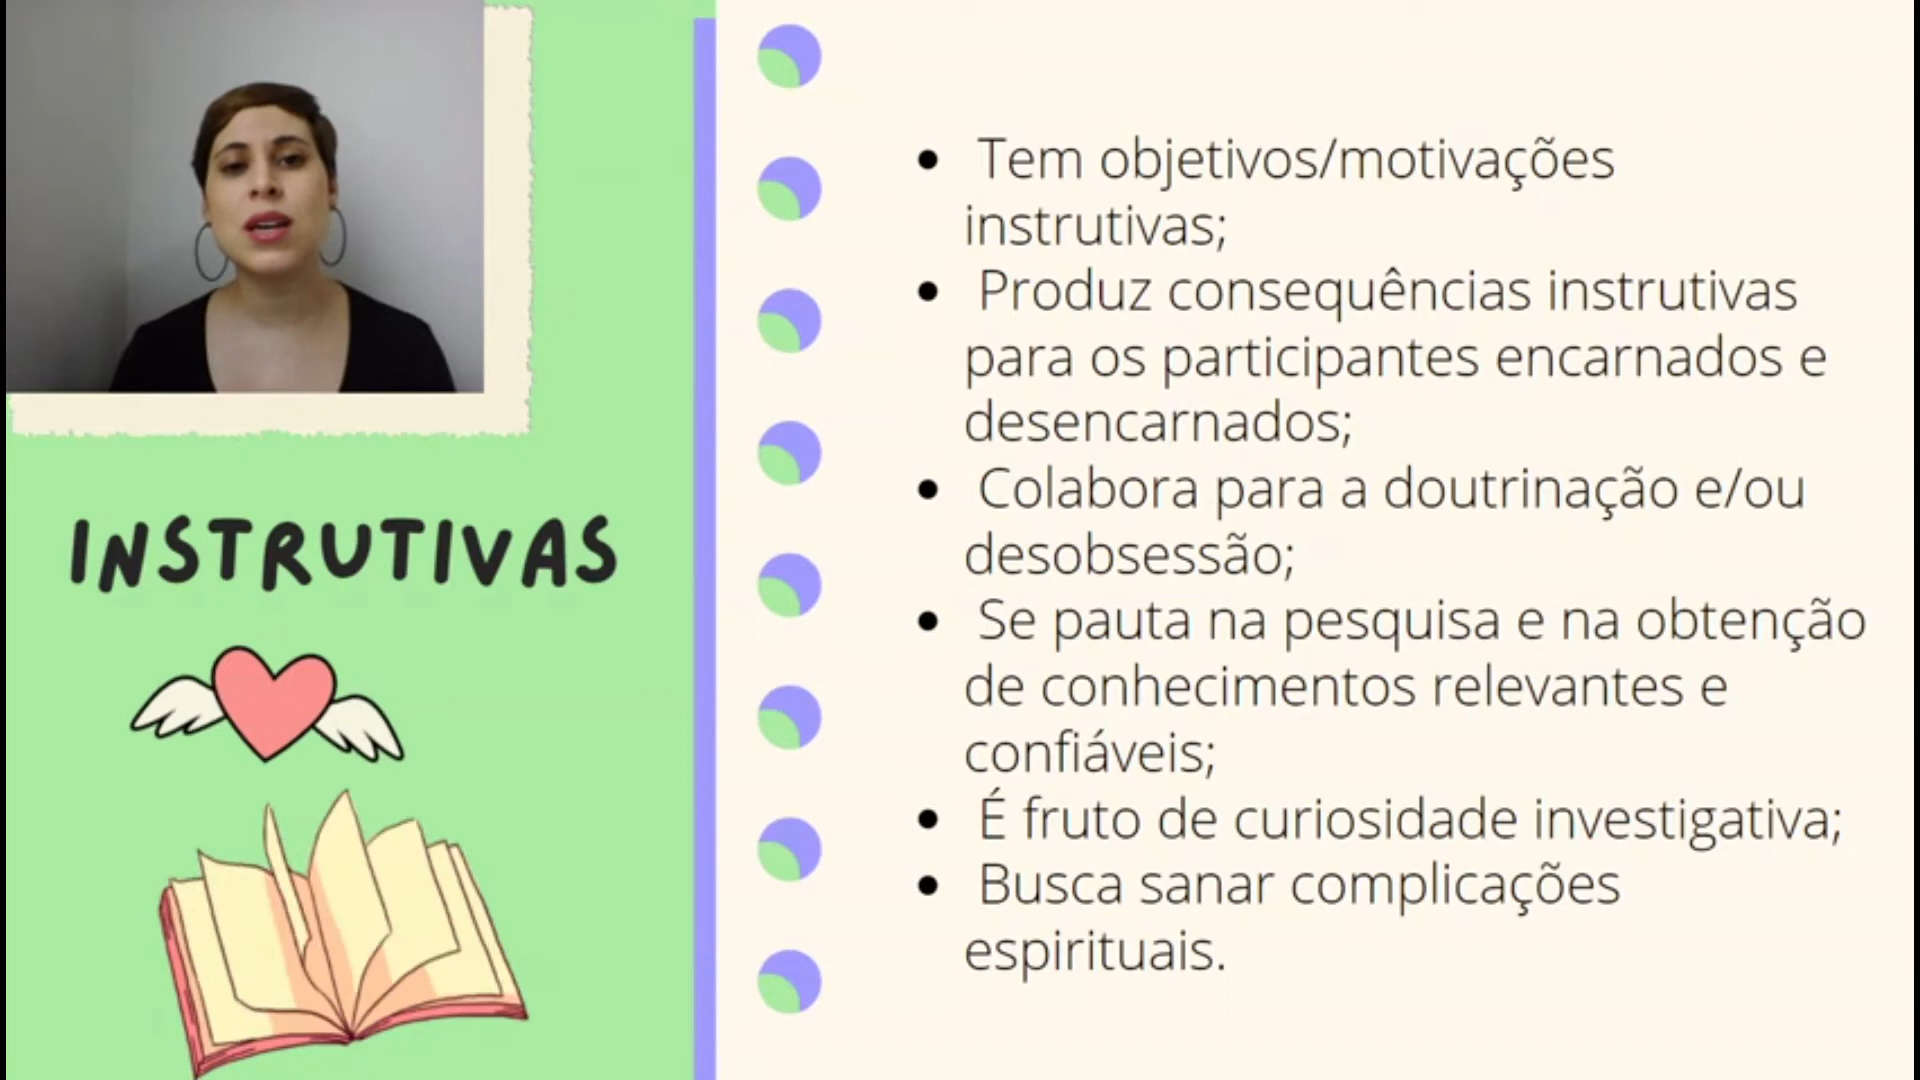 INSTRUTIVAS
• Tem objetivos/motivações
instrutivas;
• Produz consequências instrutivas
para os participantes encarnados e
desencarnados;
• Colabora para a doutrinação e/ou
desobsessão;
• Se pauta na pesquisa e na obtenção
de conhecimentos relevantes e
confiáveis;
• É fruto de curiosidade investigativa;
• Busca sanar complicações
espirituais.